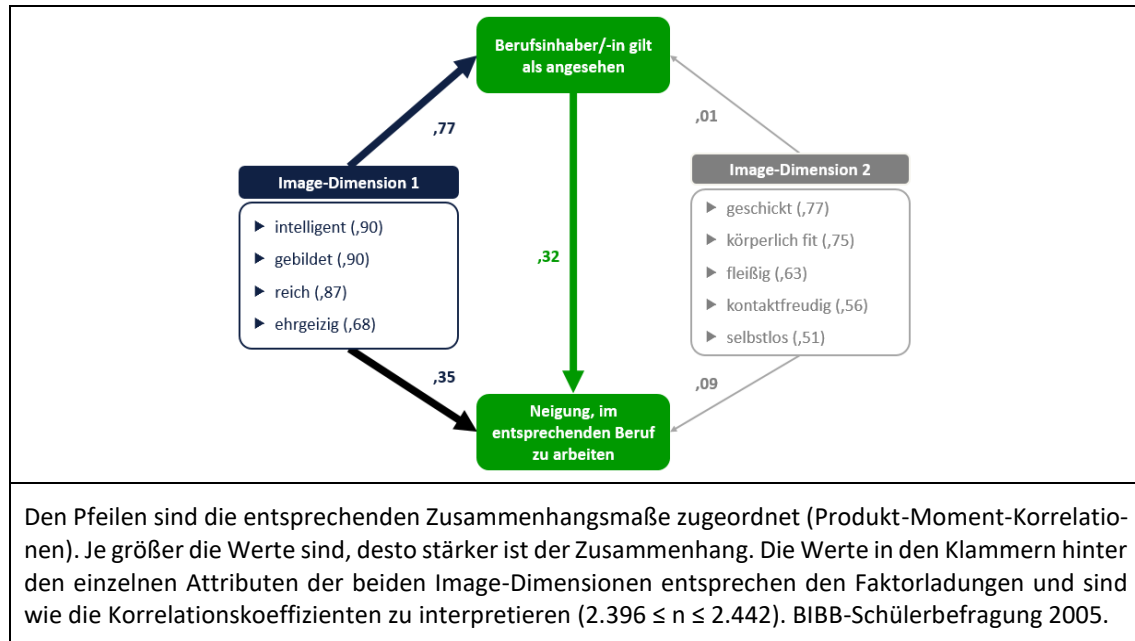 Berufsinhaber/-in gilt
als angesehen
,77
,01
Image-Dimension 1
▶ intelligent (,90)
▶ gebildet (,90)
▶ reich (,87)
▶ ehrgeizig (,68)
,32
Image-Dimension 2
▶ geschickt (,77)
▶ körperlich fit (,75)
▶ fleißig (,63)
▶ kontaktfreudig (,56)
▶ selbstlos (,51)
,35
,09
Neigung, im
entsprechenden Beruf
zu arbeiten
Den Pfeilen sind die entsprechenden Zusammenhangsmaße zugeordnet (Produkt-Moment-Korrelatio-
nen). Je größer die Werte sind, desto stärker ist der Zusammenhang. Die Werte in den Klammern hinter
den einzelnen Attributen der beiden Image-Dimensionen entsprechen den Faktorladungen und sind
wie die Korrelationskoeffizienten zu interpretieren (2.396 ≤ n ≤ 2.442). BIBB-Schülerbefragung 2005.